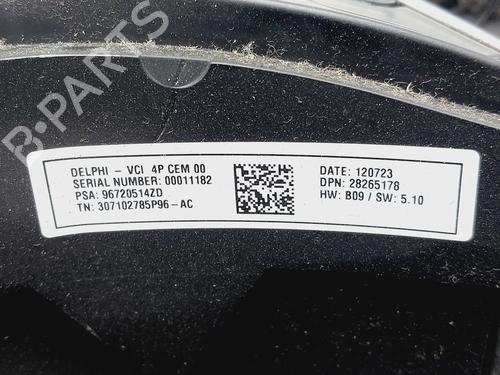 B-PARTS
DELPHI - VCI 4P CEM 00
SERIAL NUMBER: 00011182
PSA: 96720514ZD
TN: 307102785P96-AC
DATE: 120723
DPN: 28265178
HW: B09 / SW: 5.10